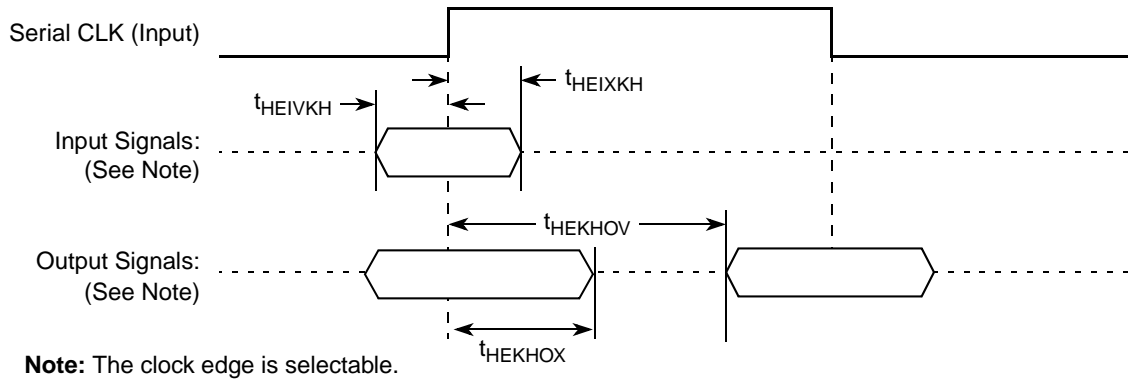 Serial CLK (Input)
tHEIXKH
tHEIVKH
Input Signals:
(See Note)
tHEKHOV
Output Signals:
(See Note)
tHEKHOX
Note: The clock edge is selectable.